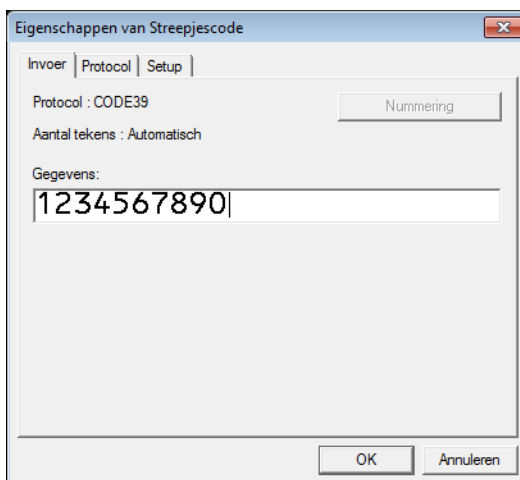 Eigenschappen van Streepjescode
Invoer Protocol Setup
Protocol : CODE39
Nummering
Aantal tekens : Automatisch
Gegevens:
1234567890
OK Annuleren